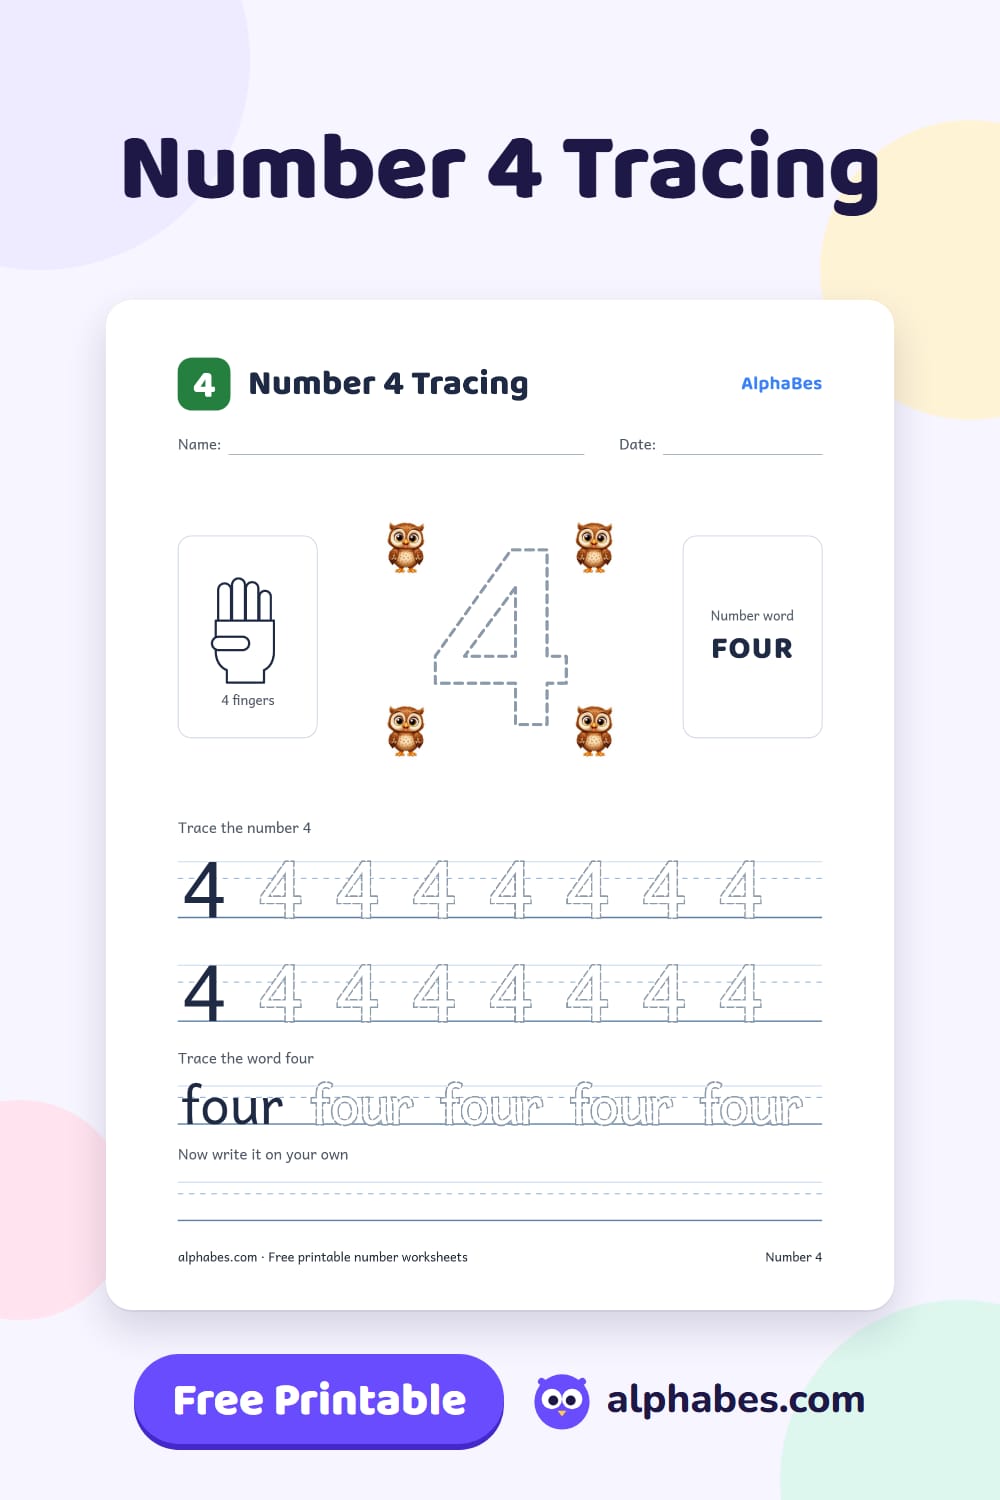 Number 4 Tracing
4 Number 4 Tracing AlphaBes
Name: Date:
4 fingers
4
Number word
FOUR
Trace the number 4
4 4 4 4 4 4 4 4
4 4 4 4 4 4 4 4
Trace the word four
four four four four four
Now write it on your own
alphabes.com · Free printable number worksheets Number 4
Free Printable alphabes.com